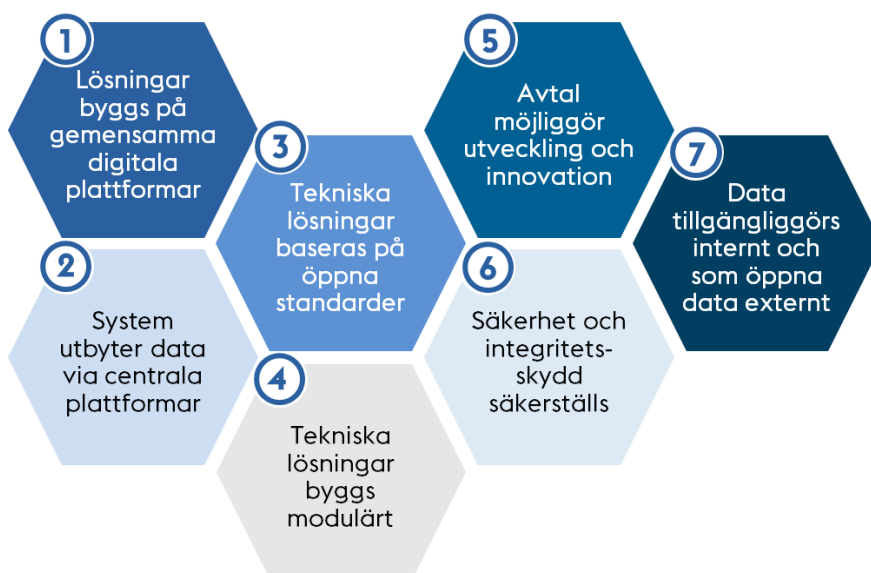 1
Lösningar
byggs på
gemensamma
digitala
plattformar
2
System
utbyter data
via centrala
plattformar
3
Tekniska
lösningar
baseras på
öppna
standarder
4
Tekniska
lösningar
byggs
modulärt
5
Avtal
möjliggör
utveckling och
innovation
6
Säkerhet och
integritets-
skydd
säkerställs
7
Data
tillgängliggörs
internt och
som öppna
data externt